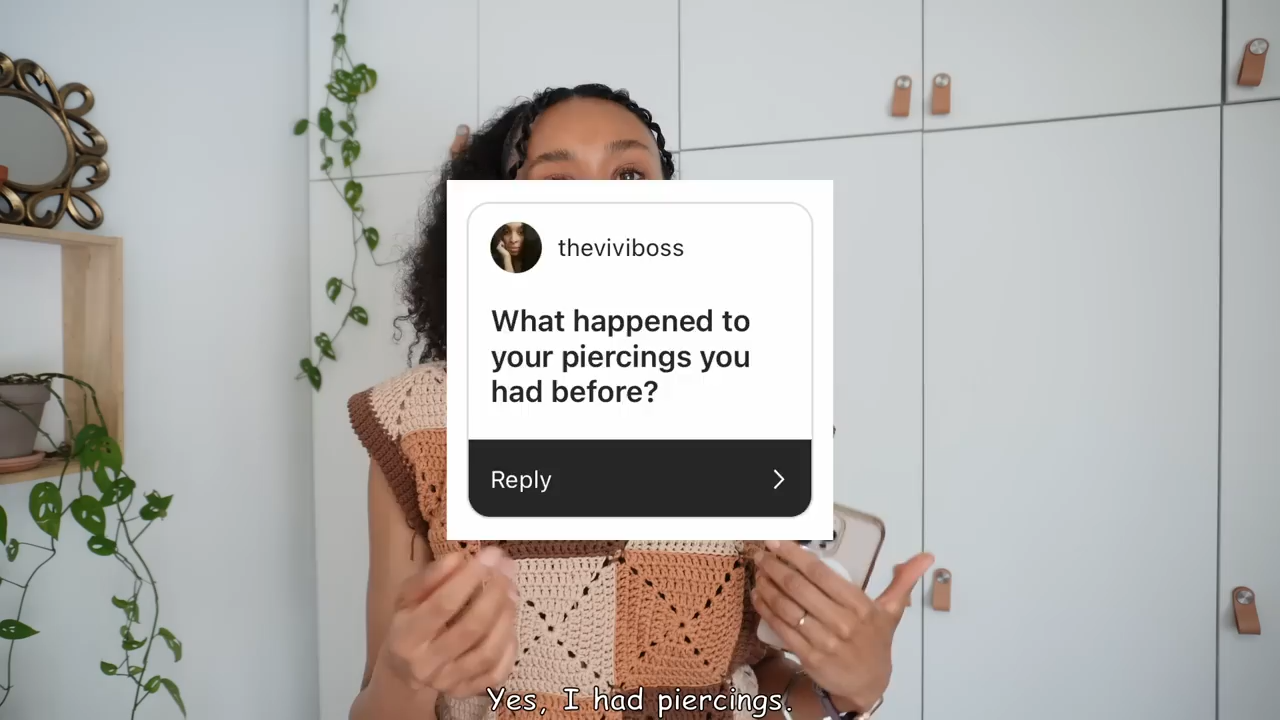 theviviboss
What happened to
your piercings you
had before?
Reply
Yes, I had piercings.